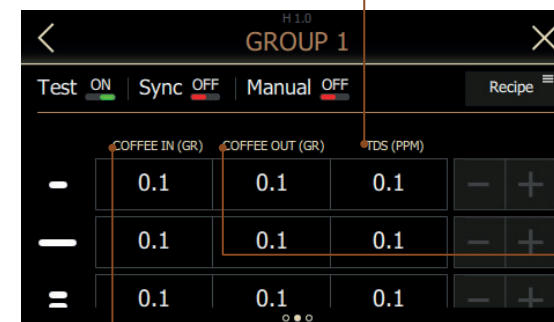 H 1.0
GROUP 1
Test ON Sync OFF Manual OFF Recipe
COFFEE IN (GR) COFFEE OUT (GR) TDS (PPM)
0.1 0.1 0.1
0.1 0.1 0.1
0.1 0.1 0.1